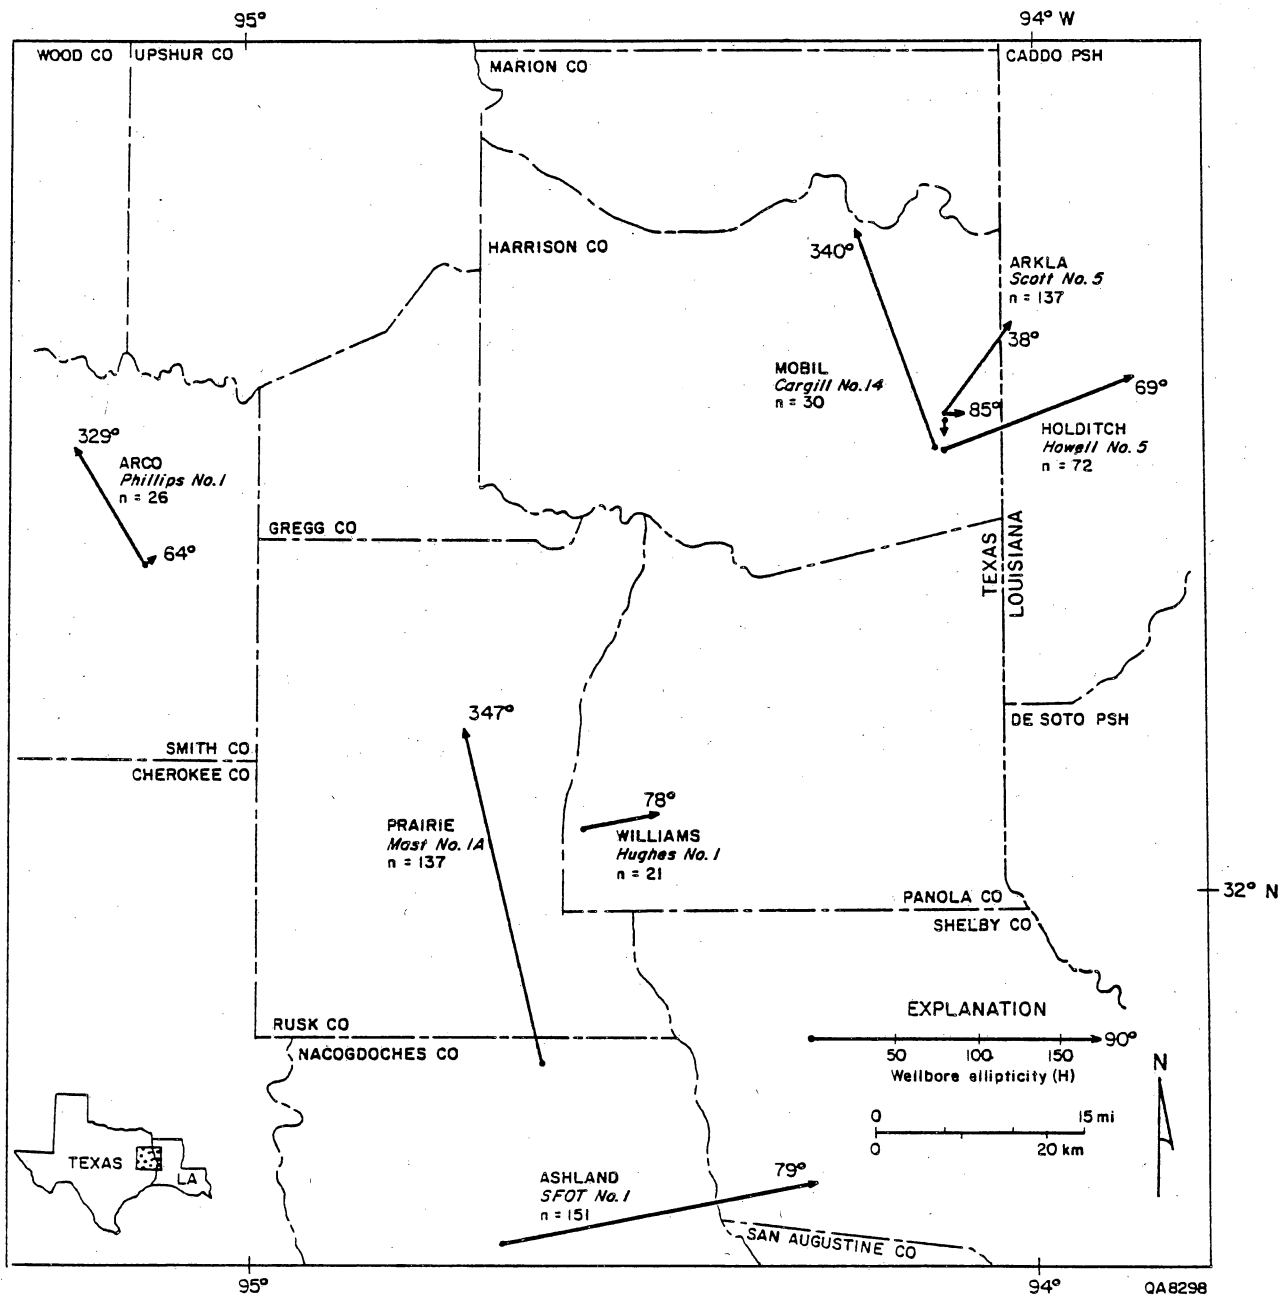 95°
94° W
WOOD CO
UPSHUR CO
MARION CO
CADDO PSH
HARRISON CO
340°
ARKLA
Scott No. 5
n = 137
38°
MOBIL
Cargill No. 14
n = 30
85°
69°
HOLDITCH
Howell No. 5
n = 72
329°
ARCO
Phillips No. 1
n = 26
64°
GREGG CO
TEXAS
LOUISIANA
347°
DE SOTO PSH
SMITH CO
CHEROKEE CO
78°
PRAIRIE
Mast No. 1A
n = 137
WILLIAMS
Hughes No. 1
n = 21
32° N
PANOLA CO
SHELBY CO
EXPLANATION
RUSK CO
NACOGDOCHES CO
90°
50 100 150
Wellbore ellipticity (H)
N
0 15 mi
0 20 km
TEXAS
LA
ASHLAND
SFOT No. 1
n = 151
79°
SAN AUGUSTINE CO
95°
94°
QA8298